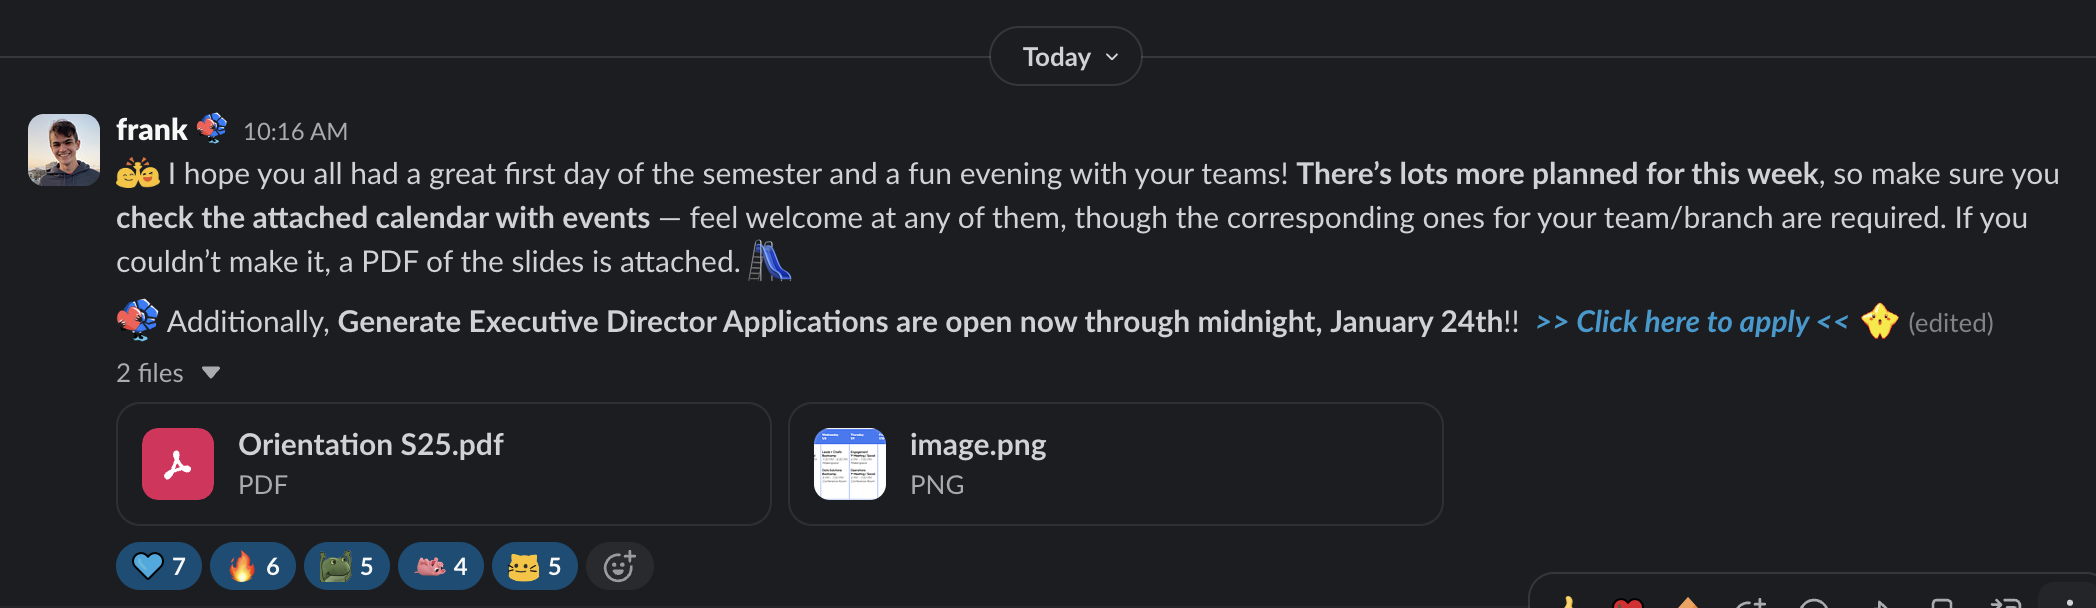 Today
frank 10:16 AM
I hope you all had a great first day of the semester and a fun evening with your teams! There’s lots more planned for this week, so make sure you
check the attached calendar with events — feel welcome at any of them, though the corresponding ones for your team/branch are required. If you
couldn’t make it, a PDF of the slides is attached.
Additionally, Generate Executive Director Applications are open now through midnight, January 24th!! >> Click here to apply << (edited)
2 files
Orientation S25.pdf
PDF
image.png
PNG
7 6 5 4 5